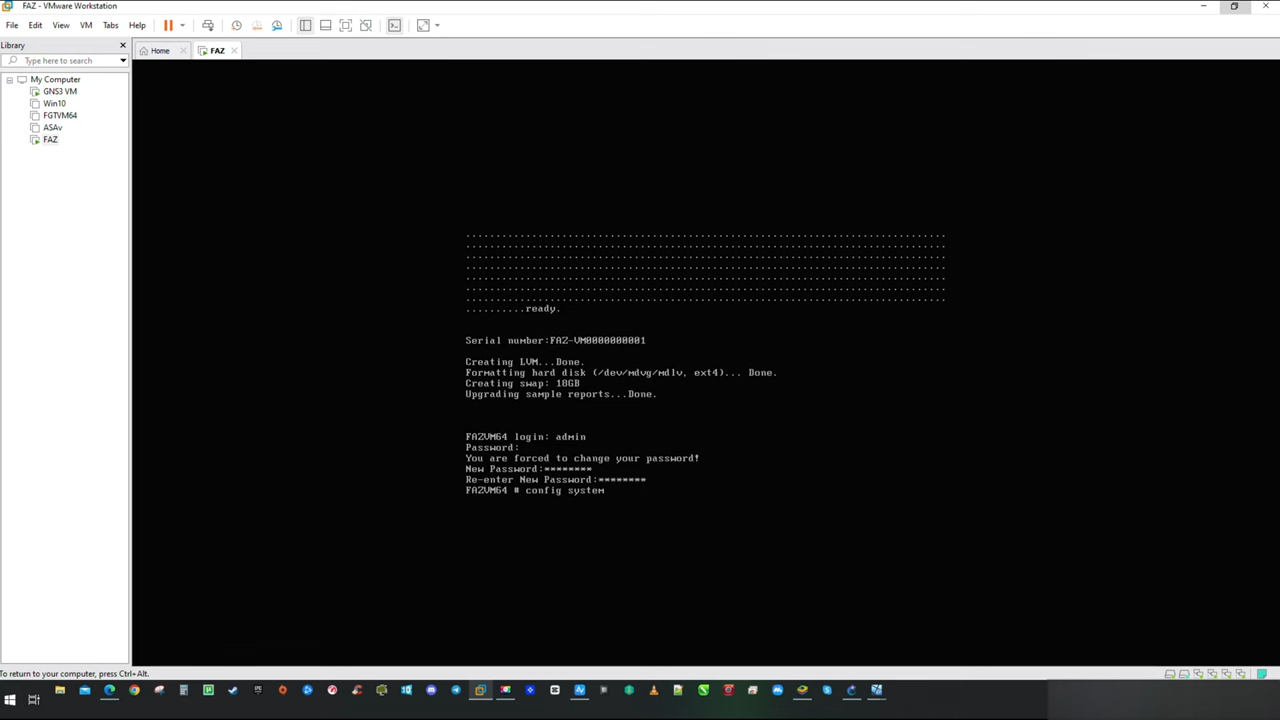 FAZ - VMware Workstation
File Edit View VM Tabs Help
Library
Type here to search
My Computer
GNS3 VM
Win10
FGTVM64
ASAv
FAZ
Home
FAZ
................................................................................
................................................................................
................................................................................
................................................................................
................................................................................
................................................................................
................................................................................
..........ready.
Serial number:FAZ-VM0000000001
Creating LVM...Done.
Formatting hard disk (/dev/mdvg/mdlv, ext4)... Done.
Creating swap: 18GB
Upgrading sample reports...Done.
FAZVM64 login: admin
Password:
You are forced to change your password!
New Password:********
Re-enter New Password:********
FAZVM64 # config system
To return to your computer, press Ctrl+Alt.